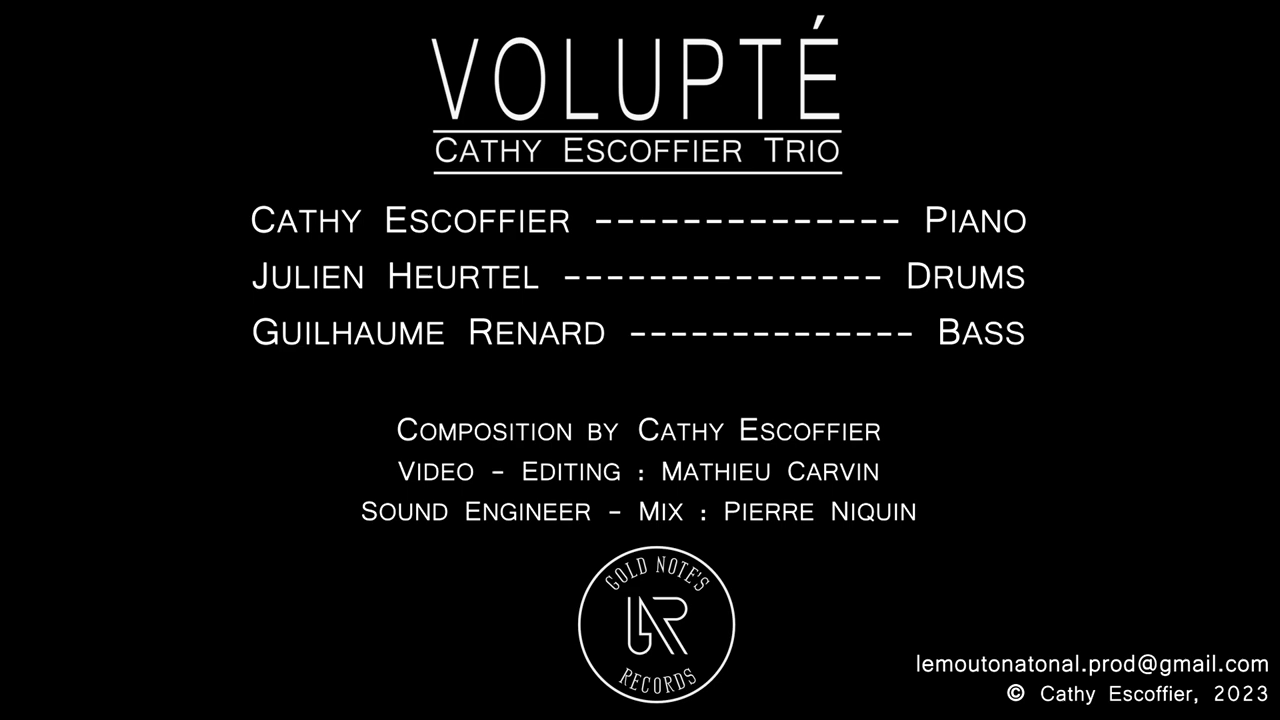 VOLUPTÉ
CATHY ESCOFFIER TRIO
CATHY ESCOFFIER -------------- PIANO
JULIEN HEURTEL --------------- DRUMS
GUILHAUME RENARD -------------- BASS
COMPOSITION BY CATHY ESCOFFIER
VIDEO - EDITING : MATHIEU CARVIN
SOUND ENGINEER - MIX : PIERRE NIQUIN
GOLD NOTE'S
RECORDS
lemoutonatonal.prod@gmail.com
© Cathy Escoffier, 2023